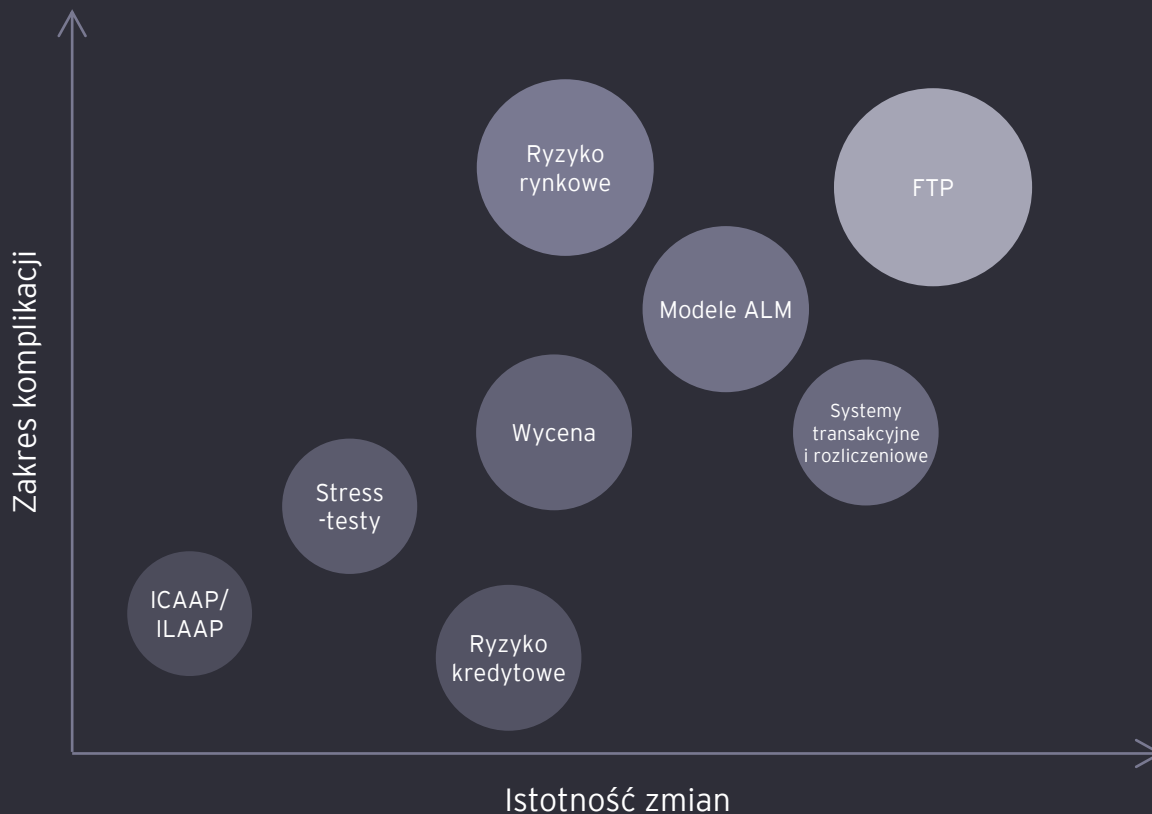 Zakres komplikacji
Ryzyko
rynkowe
FTP
Modele ALM
Wycena
Systemy
transakcyjne
i rozliczeniowe
Stress
-testy
ICAAP/
ILAAP
Ryzyko
kredytowe
Istotność zmian